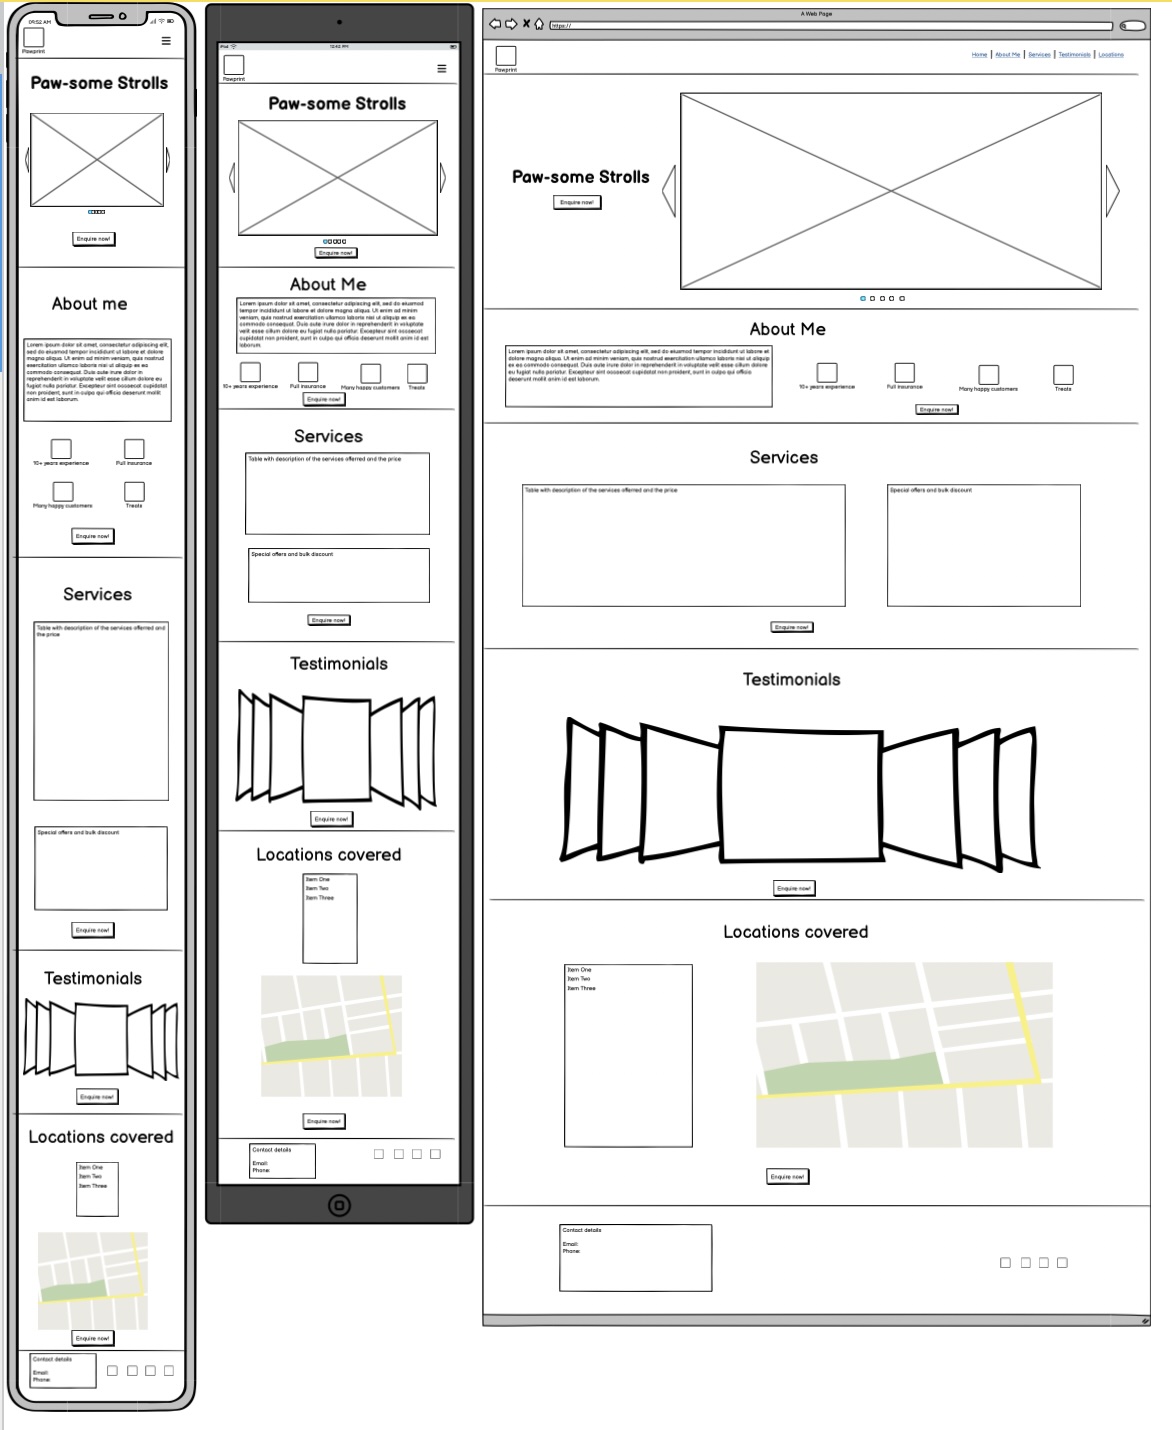 09:52 AM
Pawprint
Paw-some Strolls
Enquire now!
About me
Lorem ipsum dolor sit amet, consectetur adipiscing elit,
sed do eiusmod tempor incididunt ut labore et dolore
magna aliqua. Ut enim ad minim veniam, quis nostrud
exercitation ullamco laboris nisi ut aliquip ex ea
commodo consequat. Duis aute irure dolor in
reprehenderit in voluptate velit esse cillum dolore eu
fugiat nulla pariatur. Excepteur sint occaecat cupidatat
non proident, sunt in culpa qui officia deserunt mollit
anim id est laborum.
10+ years experience
Full insurance
Many happy customers
Treats
Enquire now!
Services
Table with description of the services offerred and
the price
Special offers and bulk discount
Enquire now!
Testimonials
Enquire now!
Locations covered
Item One
Item Two
Item Three
Enquire now!
Contact details
Email:
Phone:
iPad
12:42 PM
Pawprint
Paw-some Strolls
Enquire now!
About Me
Lorem ipsum dolor sit amet, consectetur adipiscing elit, sed do eiusmod
tempor incididunt ut labore et dolore magna aliqua. Ut enim ad minim
veniam, quis nostrud exercitation ullamco laboris nisi ut aliquip ex ea
commodo consequat. Duis aute irure dolor in reprehenderit in voluptate
velit esse cillum dolore eu fugiat nulla pariatur. Excepteur sint occaecat
cupidatat non proident, sunt in culpa qui officia deserunt mollit anim id est
laborum.
10+ years experience
Full insurance
Many happy customers
Treats
Enquire now!
Services
Table with description of the services offerred and the price
Special offers and bulk discount
Enquire now!
Testimonials
Enquire now!
Locations covered
Item One
Item Two
Item Three
Enquire now!
Contact details
Email:
Phone:
A Web Page
https://
Pawprint
Home | About Me | Services | Testimonials | Locations
Paw-some Strolls
Enquire now!
About Me
Lorem ipsum dolor sit amet, consectetur adipiscing elit, sed do eiusmod tempor incididunt ut labore et
dolore magna aliqua. Ut enim ad minim veniam, quis nostrud exercitation ullamco laboris nisi ut aliquip
ex ea commodo consequat. Duis aute irure dolor in reprehenderit in voluptate velit esse cillum dolore eu
fugiat nulla pariatur. Excepteur sint occaecat cupidatat non proident, sunt in culpa qui officia
deserunt mollit anim id est laborum.
10+ years experience
Full insurance
Many happy customers
Treats
Enquire now!
Services
Table with description of the services offerred and the price
Special offers and bulk discount
Enquire now!
Testimonials
Enquire now!
Locations covered
Item One
Item Two
Item Three
Enquire now!
Contact details
Email:
Phone: